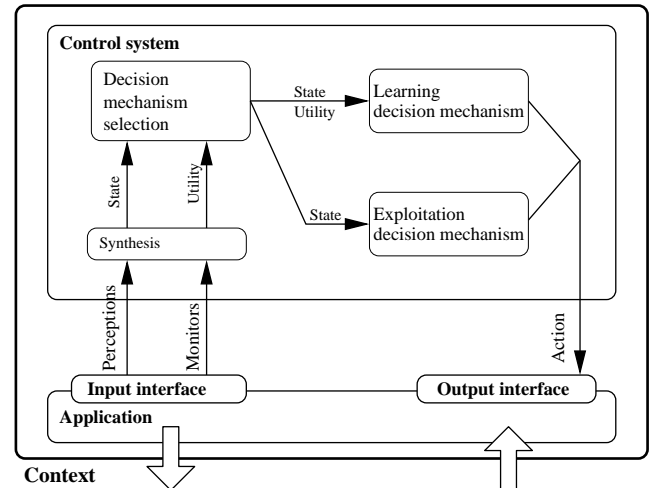 Control system
Decision
mechanism
selection
State
Utility
Learning
decision mechanism
State
Exploitation
decision mechanism
State
Utility
Synthesis
Perceptions
Monitors
Action
Input interface
Output interface
Application
Context